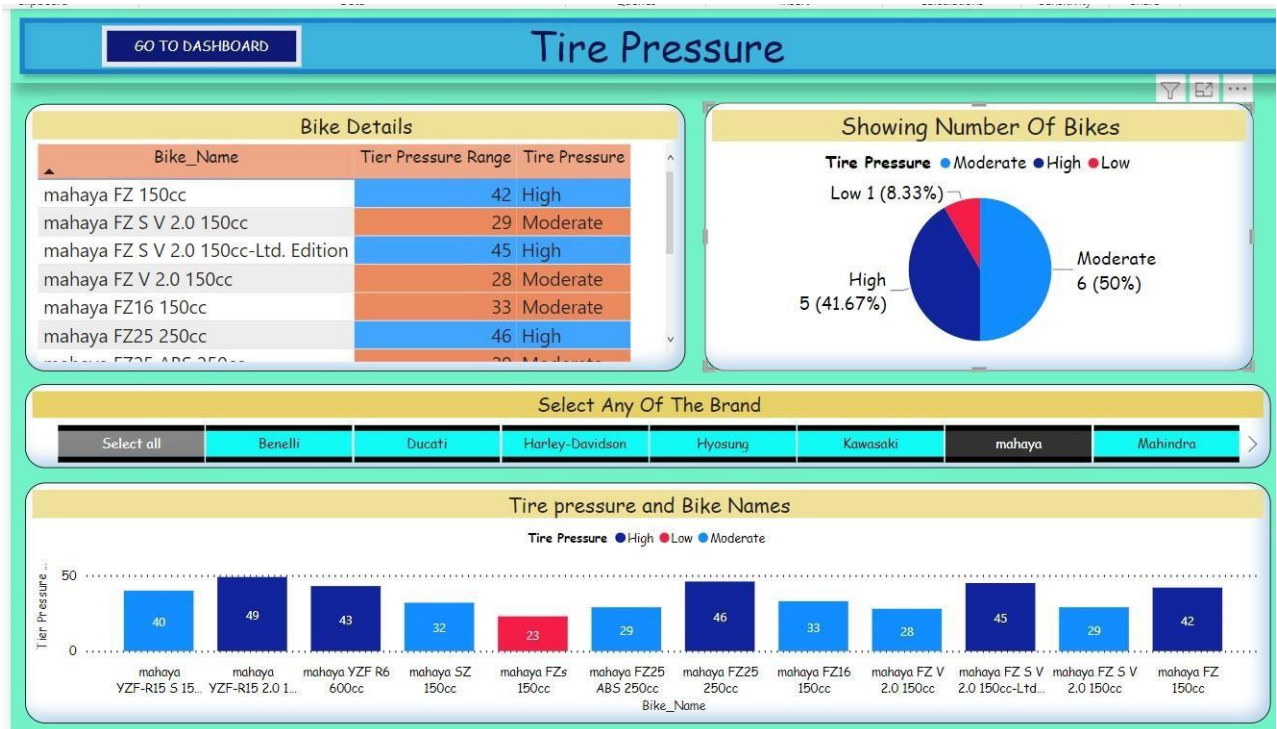 GO TO DASHBOARD
Tire Pressure
Bike Details
Bike_Name Tier Pressure Range Tire Pressure
mahaya FZ 150cc 42 High
mahaya FZ S V 2.0 150cc 29 Moderate
mahaya FZ S V 2.0 150cc-Ltd. Edition 45 High
mahaya FZ V 2.0 150cc 28 Moderate
mahaya FZ16 150cc 33 Moderate
mahaya FZ25 250cc 46 High
mahaya FZ25 ABS 250cc 29 Moderate
Showing Number Of Bikes
Tire Pressure Moderate High Low
Low 1 (8.33%)
Moderate
6 (50%)
High
5 (41.67%)
Select Any Of The Brand
Select all Benelli Ducati Harley-Davidson Hyosung Kawasaki mahaya Mahindra
Tire pressure and Bike Names
Tire Pressure High Low Moderate
Tier Pressure ...
50
0
40 49 43 32 23 29 46 33 28 45 29 42
mahaya YZF-R15 S 15...
mahaya YZF-R15 2.0 1...
mahaya YZF R6 600cc
mahaya SZ 150cc
mahaya FZs 150cc
mahaya FZ25 ABS 250cc
mahaya FZ25 250cc
mahaya FZ16 150cc
mahaya FZ V 2.0 150cc
mahaya FZ S V 2.0 150cc-Ltd...
mahaya FZ S V 2.0 150cc
mahaya FZ 150cc
Bike_Name